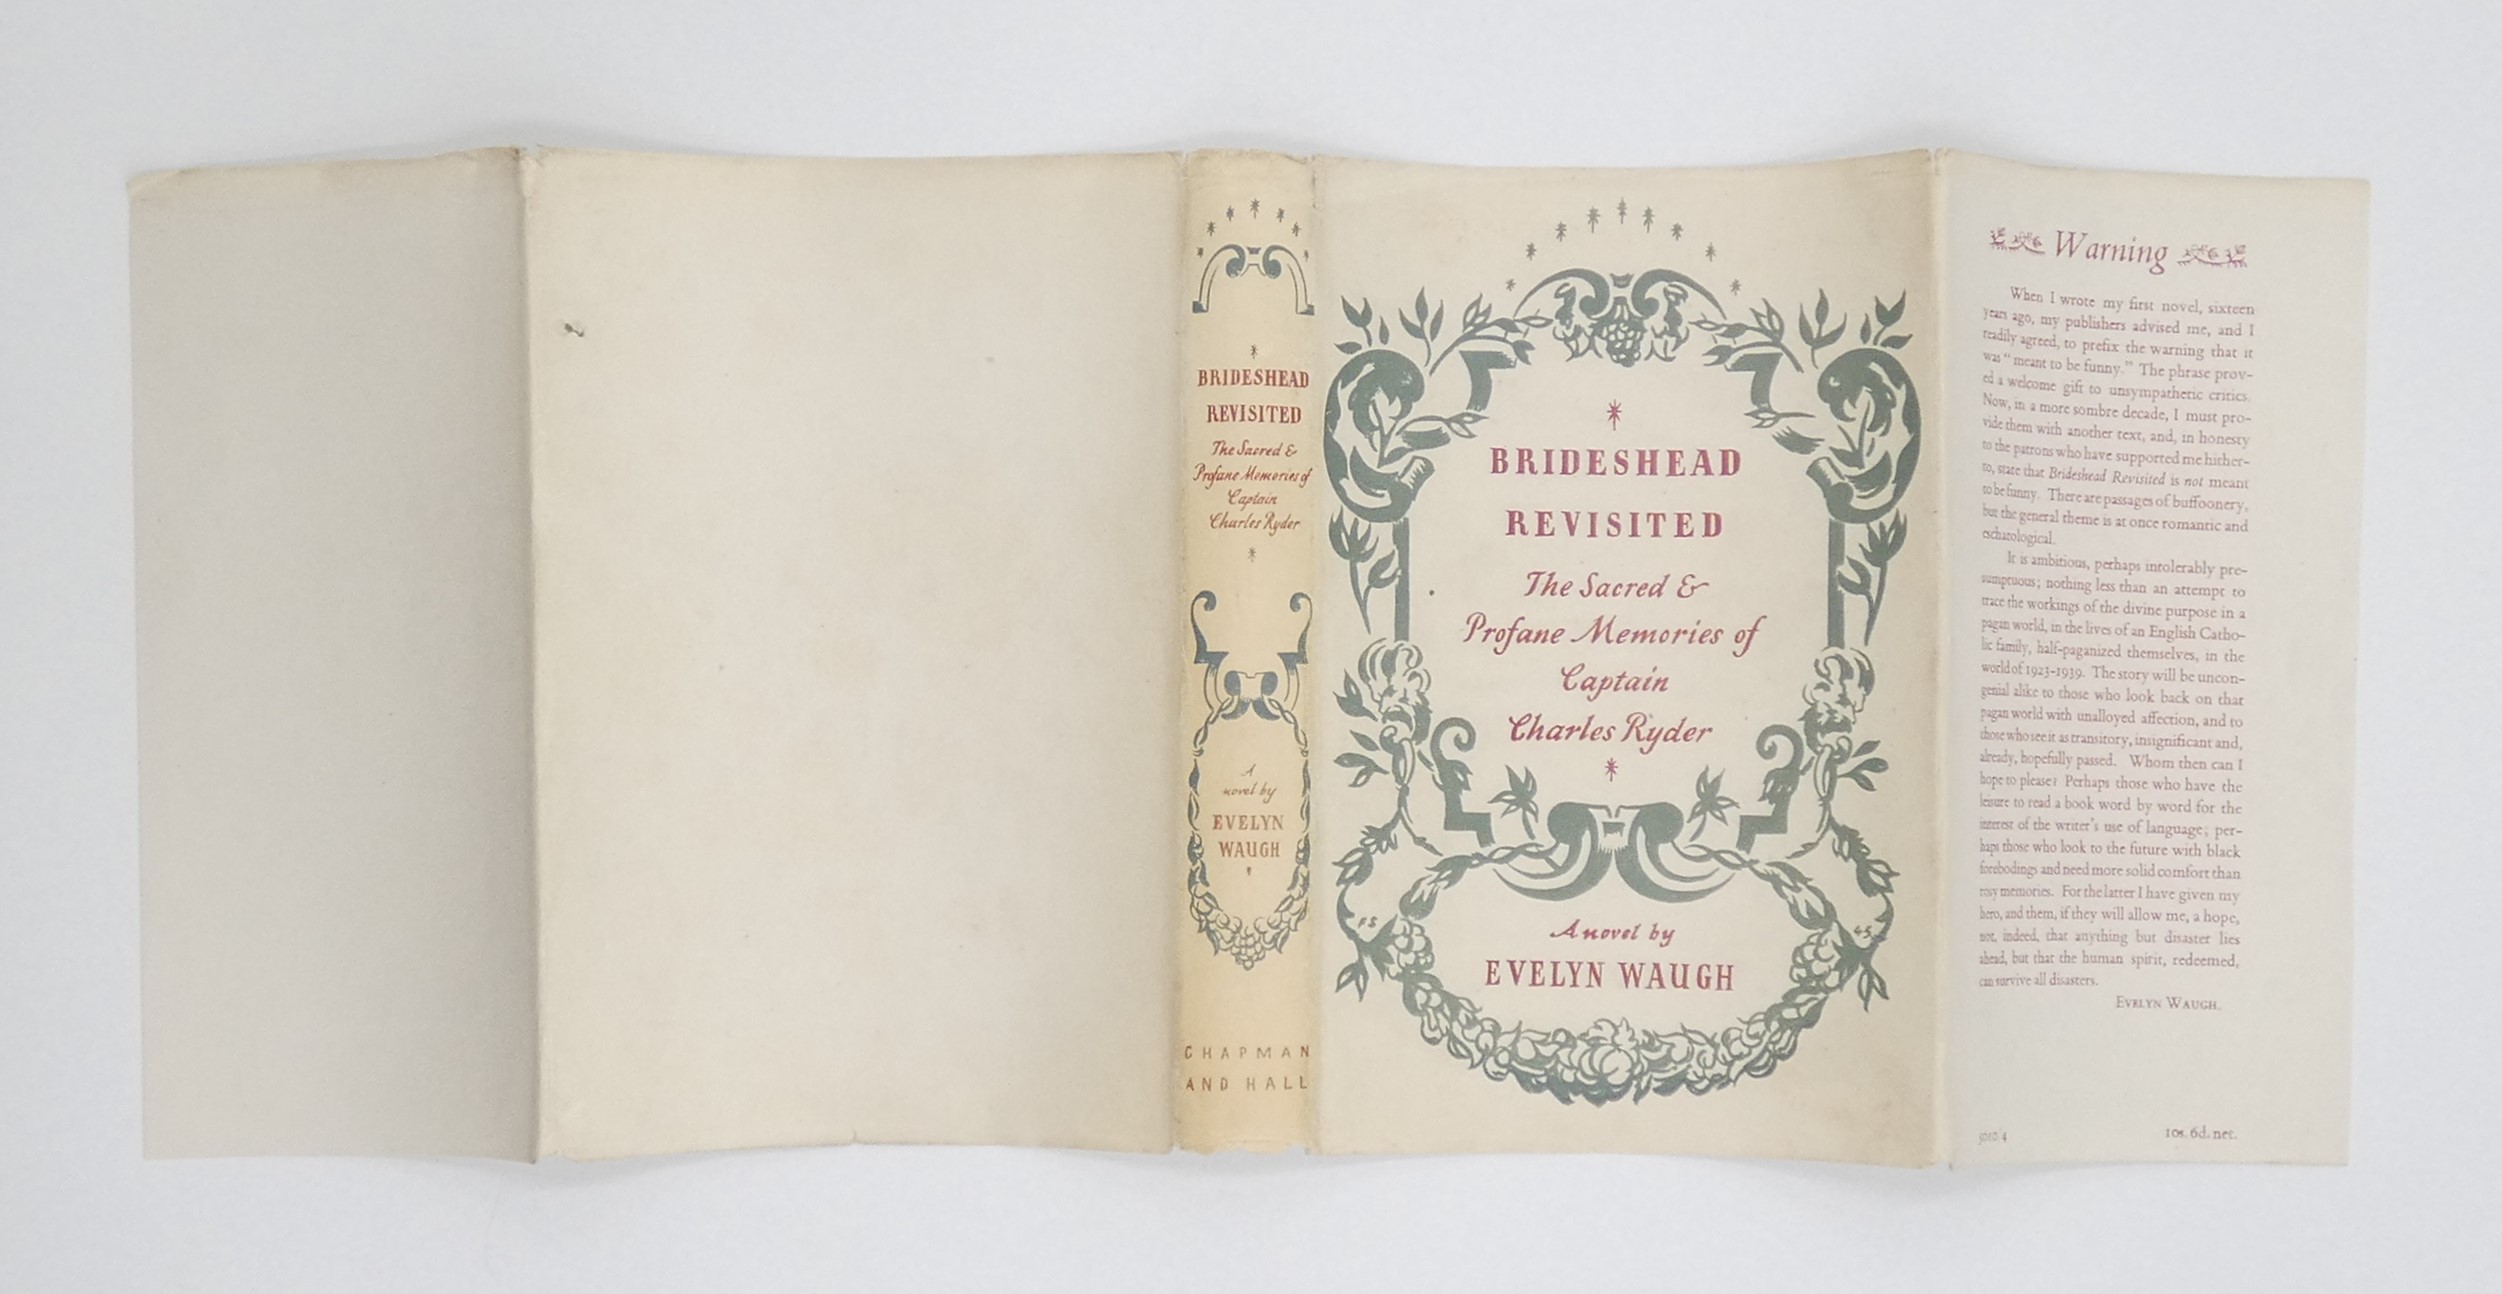 BRIDESHEAD
REVISITED
The Sacred &
Profane Memories of
Captain
Charles Ryder
A
novel by
EVELYN
WAUGH
CHAPMAN
AND HALL
BRIDESHEAD
REVISITED
The Sacred &
Profane Memories of
Captain
Charles Ryder
FS
45
A novel by
EVELYN WAUGH
Warning
When I wrote my first novel, sixteen
years ago, my publishers advised me, and I
readily agreed, to prefix the warning that it
was “ meant to be funny.” The phrase prov-
ed a welcome gift to unsympathetic critics.
Now, in a more sombre decade, I must pro-
vide them with another text, and, in honesty
to the patrons who have supported me hither-
to, state that Brideshead Revisited is not meant
to be funny. There are passages of buffoonery,
but the general theme is at once romantic and
eschatological.
It is ambitious, perhaps intolerably pre-
sumptuous; nothing less than an attempt to
trace the workings of the divine purpose in a
pagan world, in the lives of an English Catho-
lic family, half-paganized themselves, in the
world of 1923-1939. The story will be uncon-
genial alike to those who look back on that
pagan world with unalloyed affection, and to
those who see it as transitory, insignificant and,
already, hopefully passed. Whom then can I
hope to please? Perhaps those who have the
leisure to read a book word by word for the
interest of the writer's use of language; per-
haps those who look to the future with black
forebodings and need more solid comfort than
rosy memories. For the latter I have given my
hero, and them, if they will allow me, a hope,
not, indeed, that anything but disaster lies
ahead, but that the human spirit, redeemed,
can survive all disasters.
EVELYN WAUGH.
10s. 6d. net.